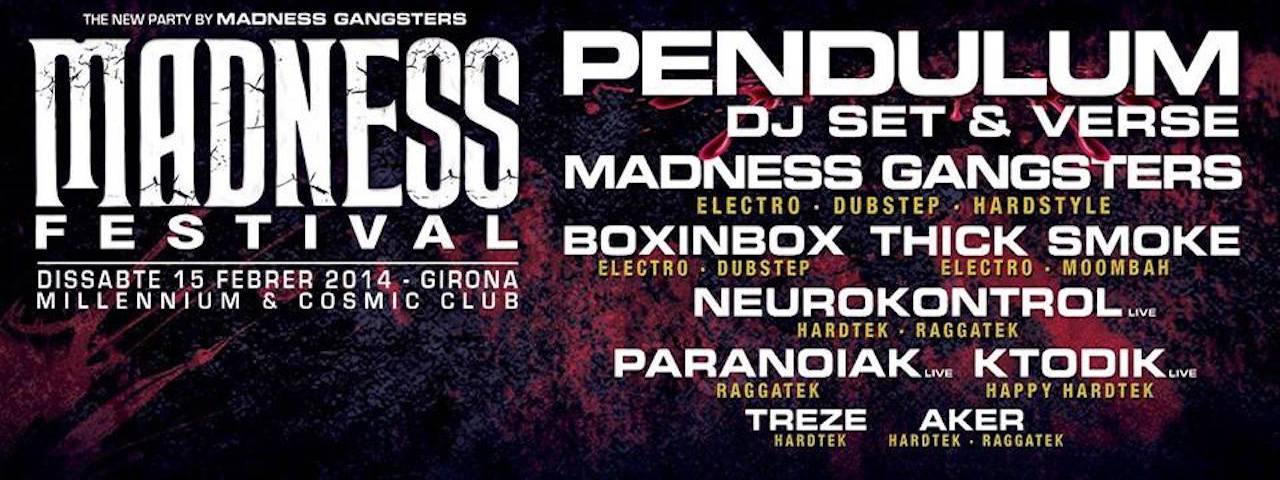 THE NEW PARTY BY MADNESS GANGSTERS
MADNESS
FESTIVAL
DISSABTE 15 FEBRER 2014 - GIRONA
MILLENNIUM & COSMIC CLUB
PENDULUM
DJ SET & VERSE
MADNESS GANGSTERS
ELECTRO · DUBSTEP · HARDSTYLE
BOXINBOX THICK SMOKE
ELECTRO · DUBSTEP ELECTRO · MOOMBAH
NEUROKONTROL LIVE
HARDTEK · RAGGATEK
PARANOIAK LIVE KTODIK LIVE
RAGGATEK HAPPY HARDTEK
TREZE AKER
HARDTEK HARDTEK · RAGGATEK